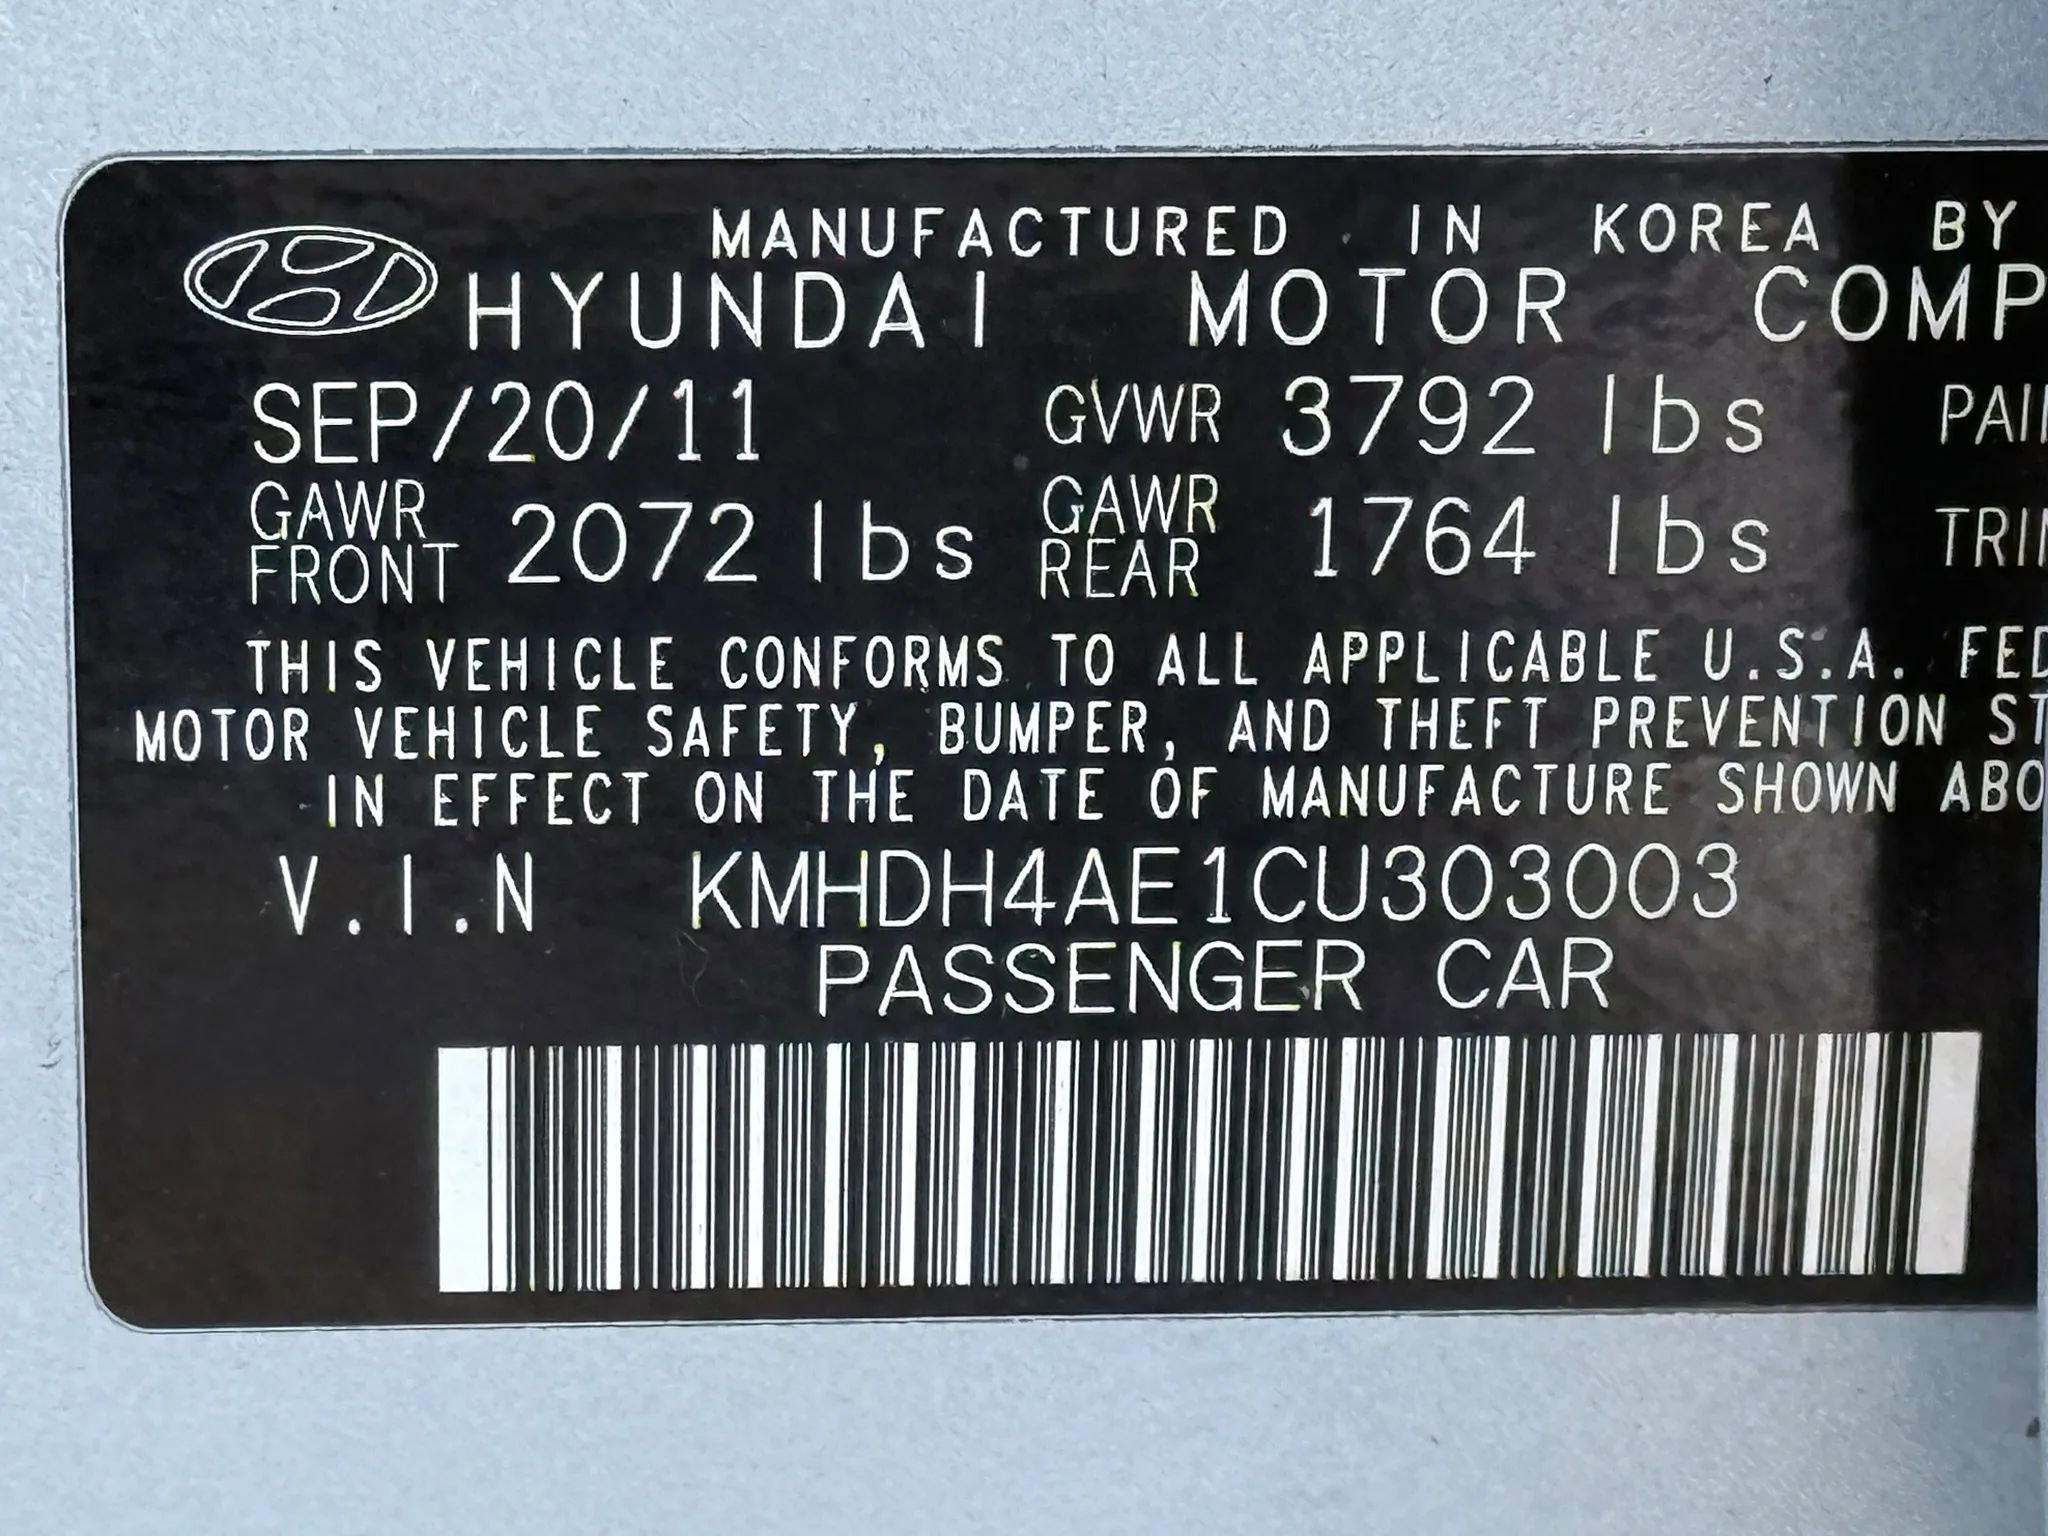 MANUFACTURED IN KOREA BY
HYUNDAI MOTOR COMP
SEP/20/11 GVWR 3792 lbs PAI
GAWR FRONT 2072 lbs GAWR REAR 1764 lbs TRI
THIS VEHICLE CONFORMS TO ALL APPLICABLE U.S.A. FED
MOTOR VEHICLE SAFETY, BUMPER, AND THEFT PREVENTION ST
IN EFFECT ON THE DATE OF MANUFACTURE SHOWN ABO
V.I.N KMHDH4AE1CU303003
PASSENGER CAR